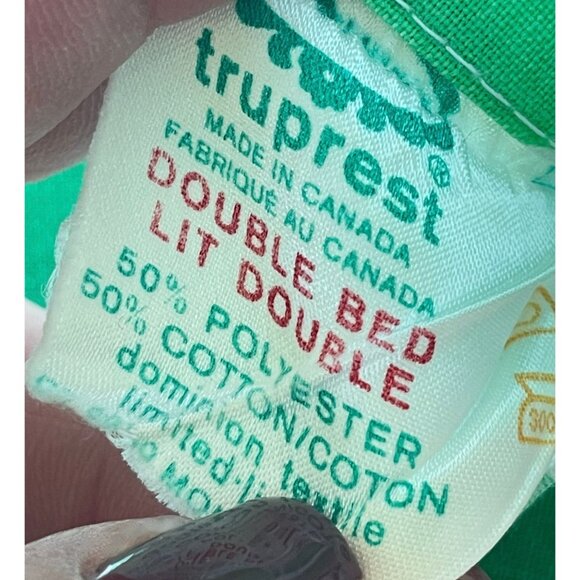 truprest®
MADE IN CANADA
FABRIQUÉ AU CANADA
DOUBLE BED
LIT DOUBLE
50% POLYESTER
50% COTTON/COTON
dominion textile
limited-
300